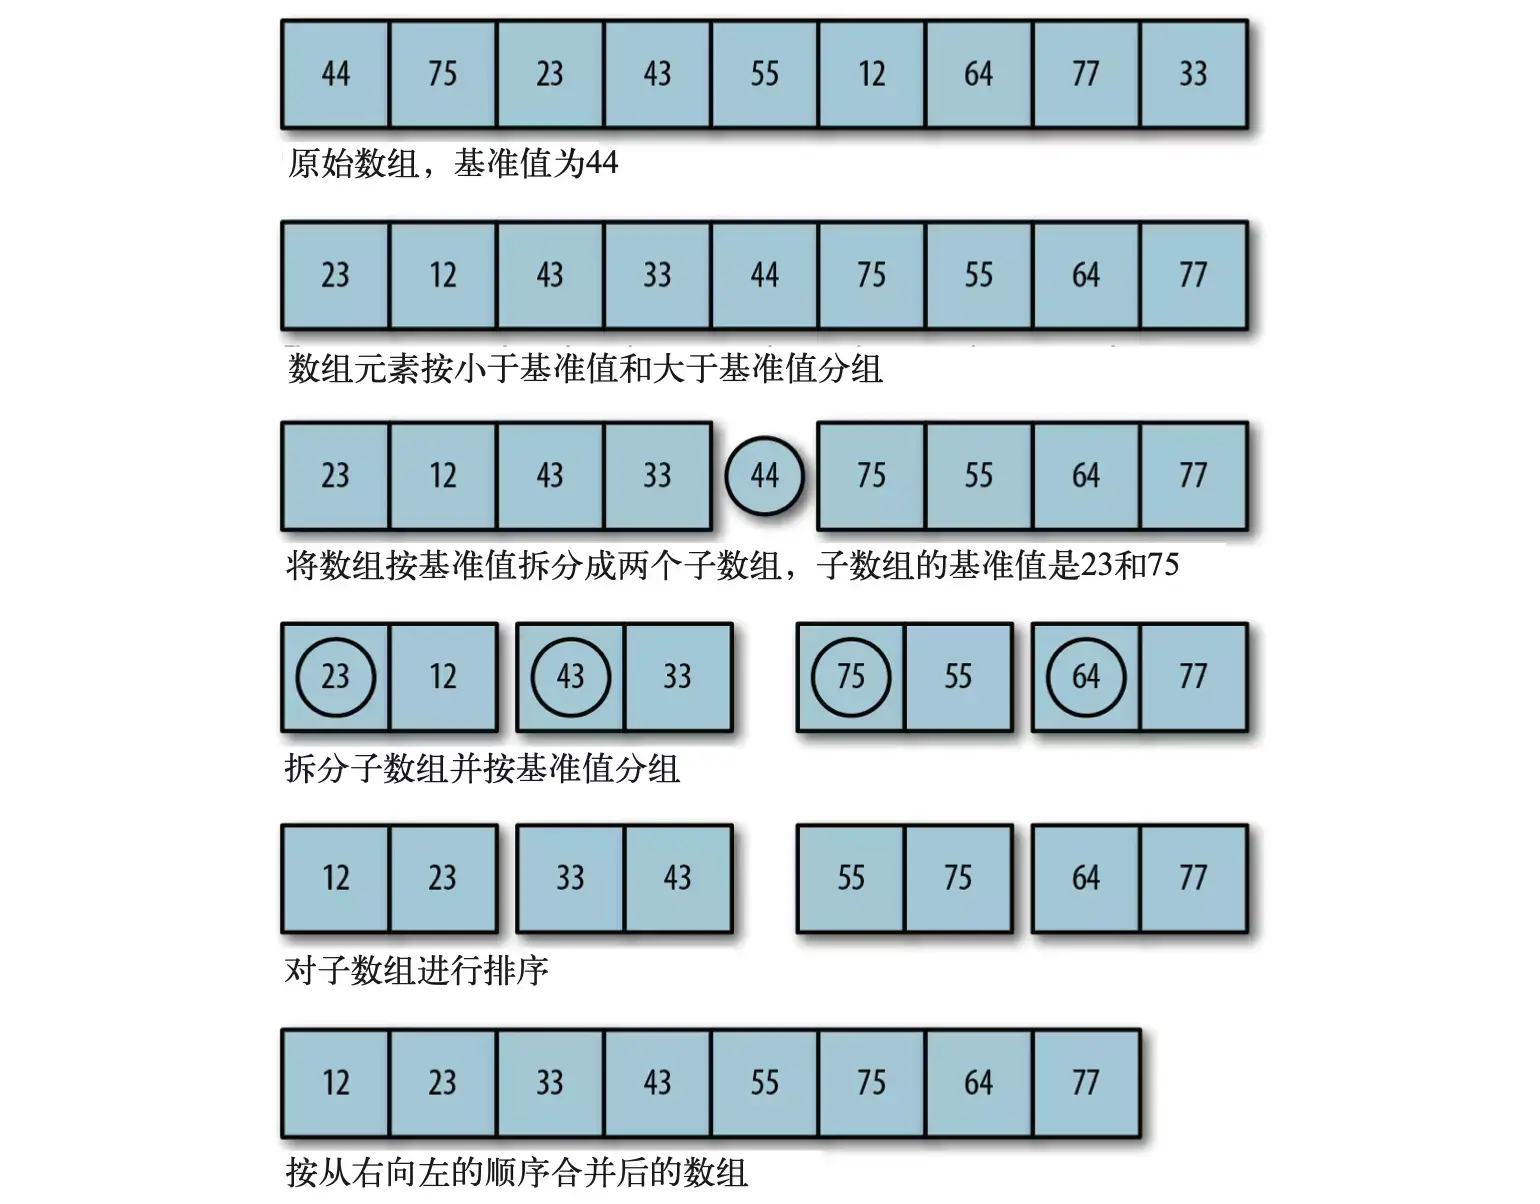 44 75 23 43 55 12 64 77 33
原始数组，基准值为44
23 12 43 33 44 75 55 64 77
数组元素按小于基准值和大于基准值分组
23 12 43 33 44 75 55 64 77
将数组按基准值拆分成两个子数组，子数组的基准值是23和75
23 12 43 33 75 55 64 77
拆分子数组并按基准值分组
12 23 33 43 55 75 64 77
对子数组进行排序
12 23 33 43 55 75 64 77
按从右向左的顺序合并后的数组